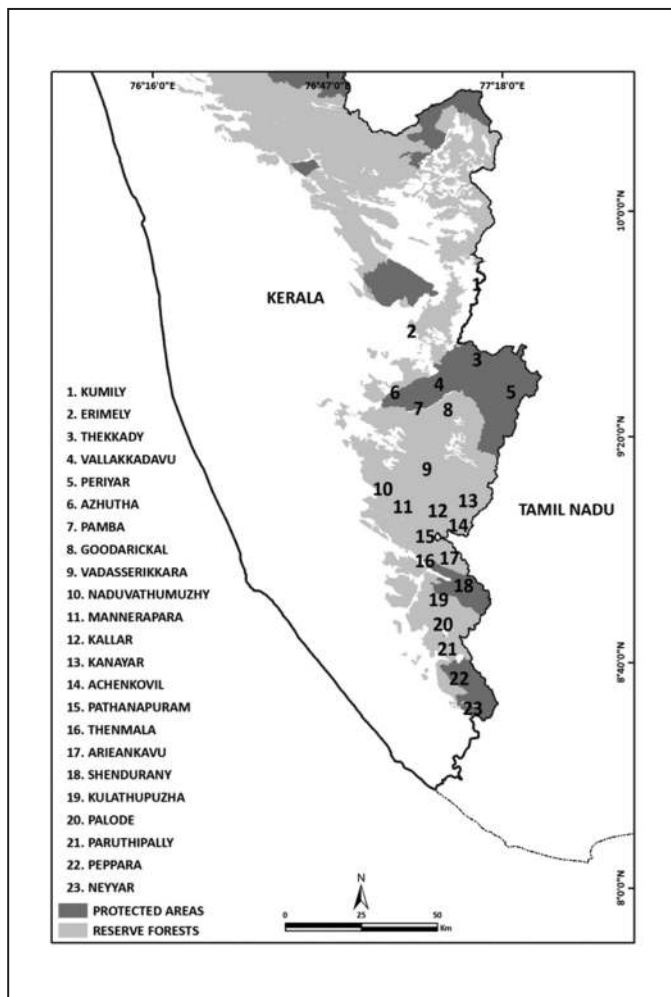 76°16'0"E 76°47'0"E 77°18'0"E
10°0'0"N
KERALA
1
2
3
4
5
6
7
8
9°20'0"N
9
10
11
12
13
14
TAMIL NADU
15
16
17
18
19
20
21
8°40'0"N
22
23
8°0'0"N
1. KUMILY
2. ERIMELY
3. THEKKADY
4. VALLAKKADAVU
5. PERIYAR
6. AZHUTHA
7. PAMBA
8. GOODARICKAL
9. VADASSERIKKARA
10. NADUVATHUMUZHY
11. MANNERAPARA
12. KALLAR
13. KANAYAR
14. ACHENKOVIL
15. PATHANAPURAM
16. THENMALA
17. ARIEANKAVU
18. SHENDURANY
19. KULATHUPUZHA
20. PALODE
21. PARUTHIPALLY
22. PEPPARA
23. NEYYAR
PROTECTED AREAS
RESERVE FORESTS
N
0 25 50
Km